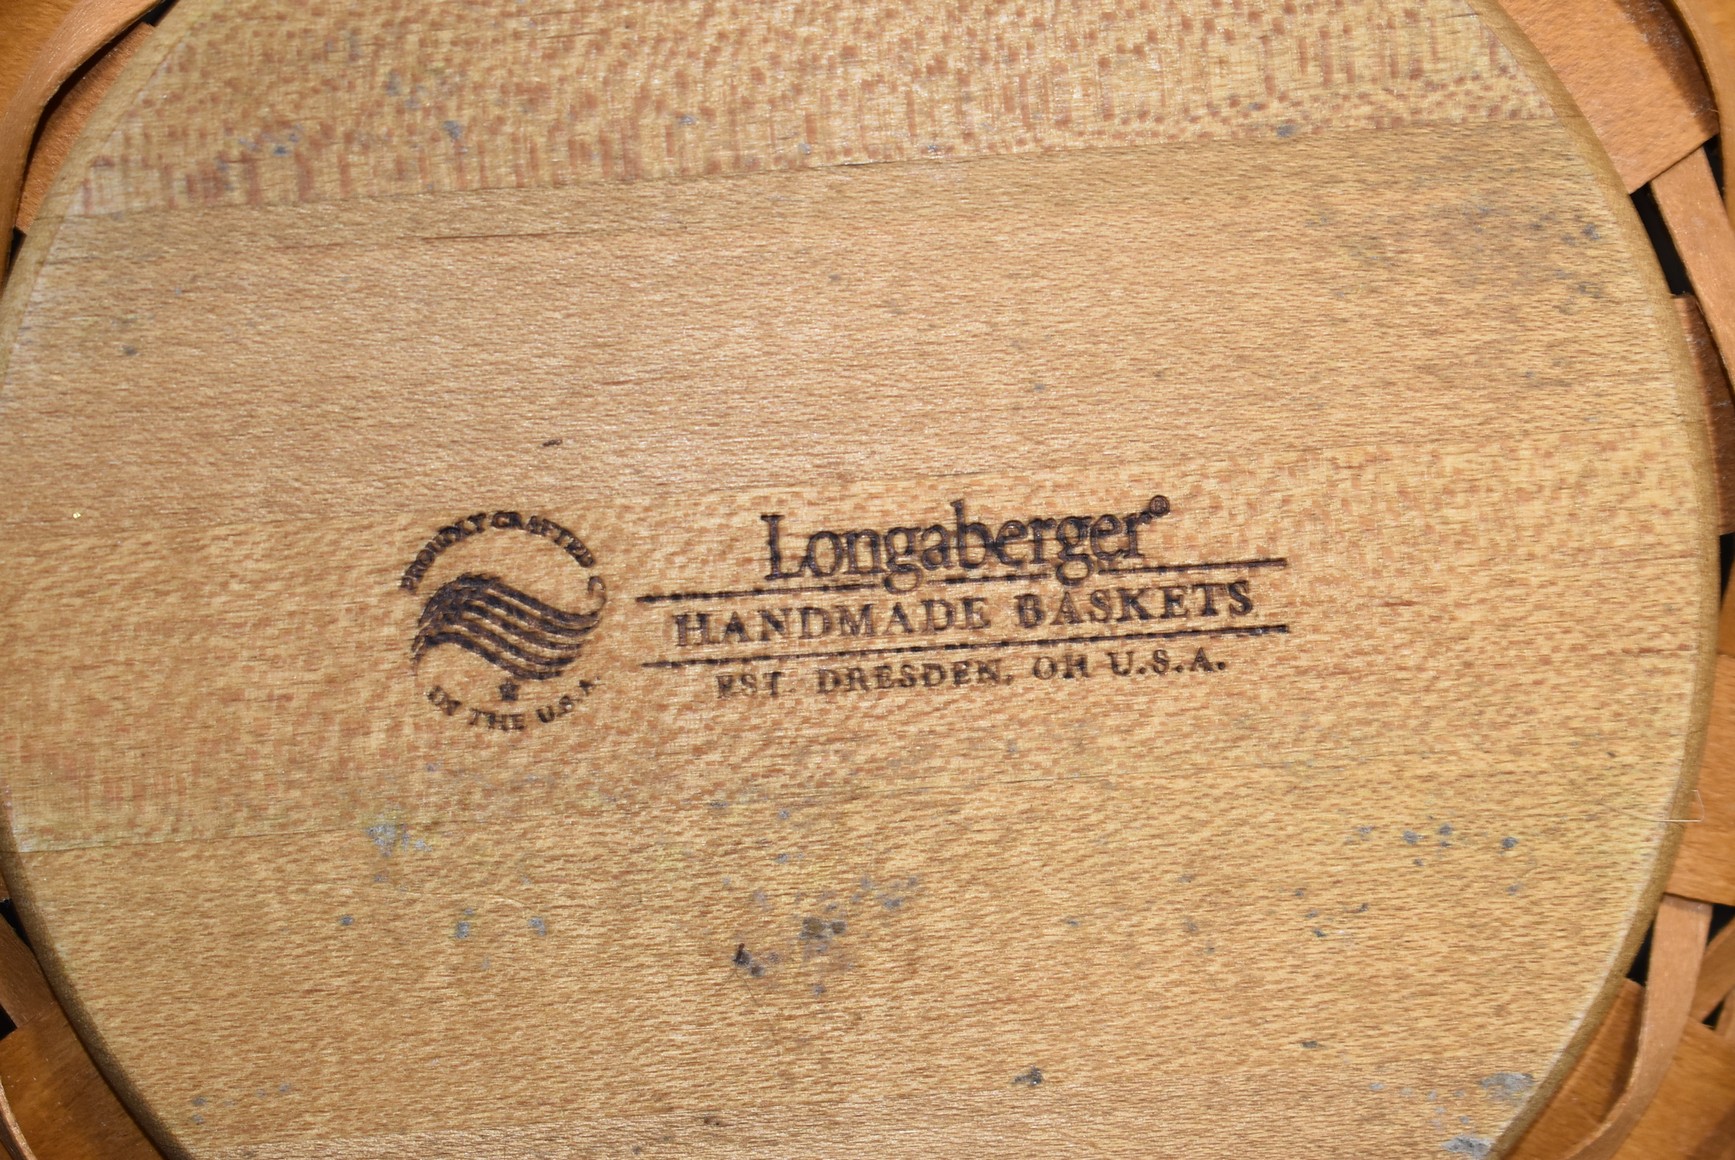 PROUDLY CRAFTED
IN THE U.S.A.
Longaberger®
HANDMADE BASKETS
EST. DRESDEN, OH U.S.A.